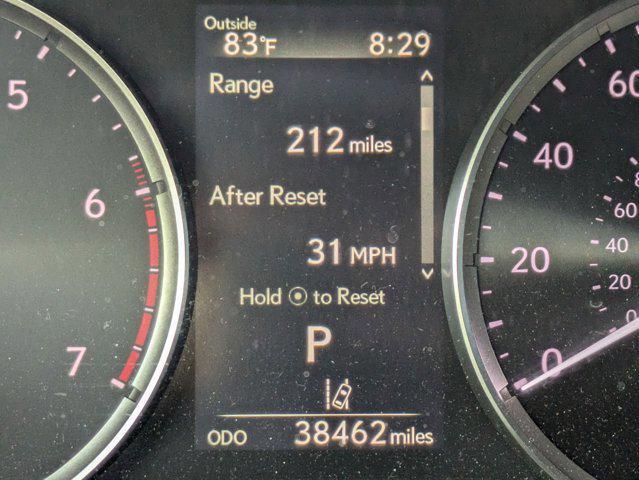 Outside
83°F 8:29
Range
212 miles
After Reset
31 MPH
Hold ⊙ to Reset
P
ODO 38462 miles
5
6
7
60
40
20
0
60
40
20
0